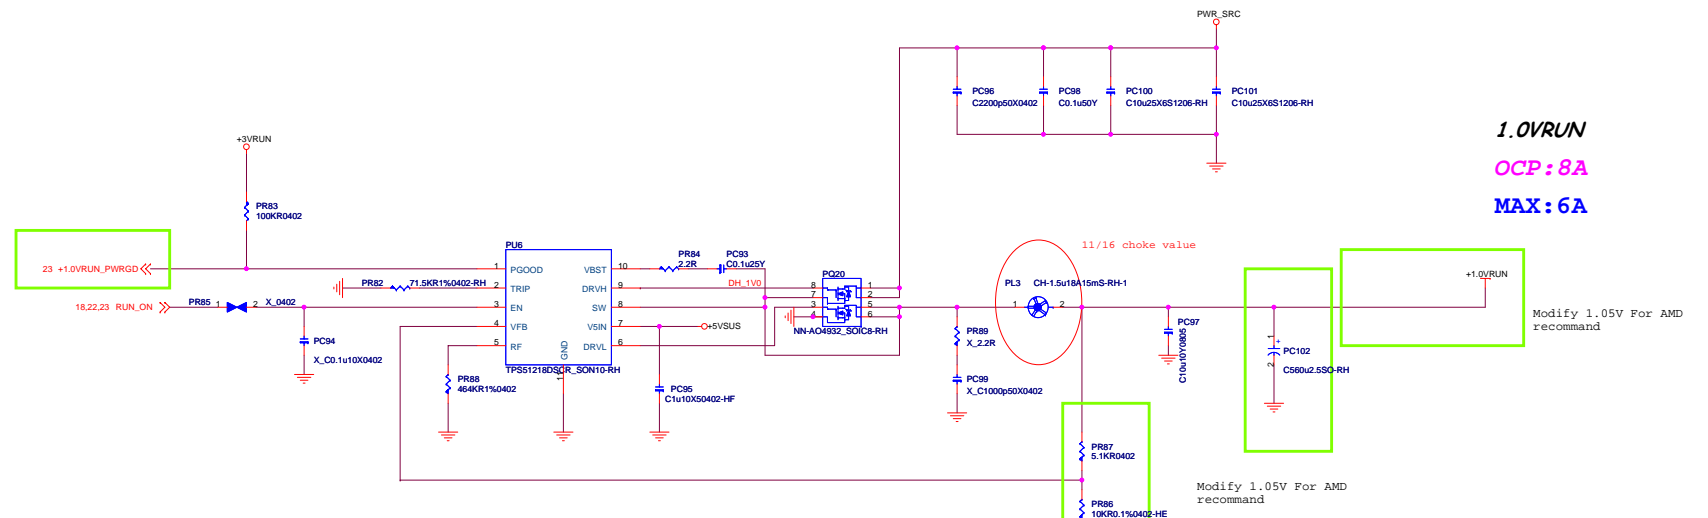 PWR_SRC
PC96
C2200p50X0402
PC98
C0.1u50Y
PC100
C10u25X6S1206-RH
PC101
C10u25X6S1206-RH
1.0VRUN
OCP:8A
MAX:6A
+3VRUN
PR83
100KR0402
23 +1.0VRUN_PWRGD
18,22,23 RUN_ON
PR85 1 2 X_0402
PC94
X_C0.1u10X0402
PR82 71.5KR1%0402-RH
PU6
1 PGOOD VBST 10
2 TRIP DRVH 9
3 EN SW 8
4 VFB V5IN 7
5 RF DRVL 6
GND
TPS51218DSCR_SON10-RH
PR88
464KR1%0402
PR84
2.2R
PC93
C0.1u25Y
DH_1V0
+5VSUS
PC95
C1u10X50402-HF
PQ20
8 1
7 2
3 5
4 6
NN-AO4932_SOIC8-RH
PR89
X_2.2R
PC99
X_C1000p50X0402
11/16 choke value
PL3 CH-1.5u18A15mS-RH-1
1 2
PC97
C10u10Y0805
1
+
PC102
2
C560u2.5SO-RH
+1.0VRUN
Modify 1.05V For AMD
recommand
PR87
5.1KR0402
PR86
10KR0.1%0402-HE
Modify 1.05V For AMD
recommand